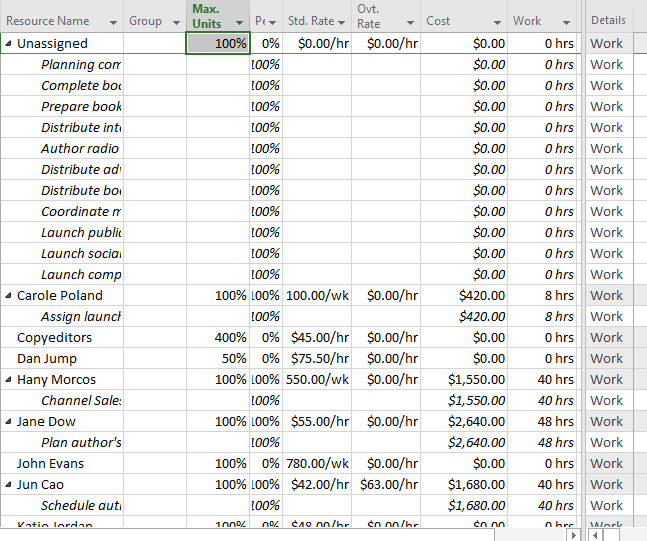 Resource Name Group Max. Units Pe Std. Rate Ovt. Rate Cost Work Details
Unassigned 100% 0% $0.00/hr $0.00/hr $0.00 0 hrs Work
Planning com 100% $0.00 0 hrs Work
Complete boo 100% $0.00 0 hrs Work
Prepare book 100% $0.00 0 hrs Work
Distribute inte 100% $0.00 0 hrs Work
Author radio 100% $0.00 0 hrs Work
Distribute adv 100% $0.00 0 hrs Work
Distribute boo 100% $0.00 0 hrs Work
Coordinate m 100% $0.00 0 hrs Work
Launch public 100% $0.00 0 hrs Work
Launch social 100% $0.00 0 hrs Work
Launch comp 100% $0.00 0 hrs Work
Carole Poland 100% 100% 100.00/wk $0.00/hr $420.00 8 hrs Work
Assign launch 100% $420.00 8 hrs Work
Copyeditors 400% 0% $45.00/hr $0.00/hr $0.00 0 hrs Work
Dan Jump 50% 0% $75.50/hr $0.00/hr $0.00 0 hrs Work
Hany Morcos 100% 100% 550.00/wk $0.00/hr $1,550.00 40 hrs Work
Channel Sales 100% $1,550.00 40 hrs Work
Jane Dow 100% 100% $55.00/hr $0.00/hr $2,640.00 48 hrs Work
Plan author's 100% $2,640.00 48 hrs Work
John Evans 100% 0% 780.00/wk $0.00/hr $0.00 0 hrs Work
Jun Cao 100% 100% $42.00/hr $63.00/hr $1,680.00 40 hrs Work
Schedule auth 100% $1,680.00 40 hrs Work
Katie Jordan 100% 0% $48.00/hr $0.00/hr $0.00 0 hrs Work